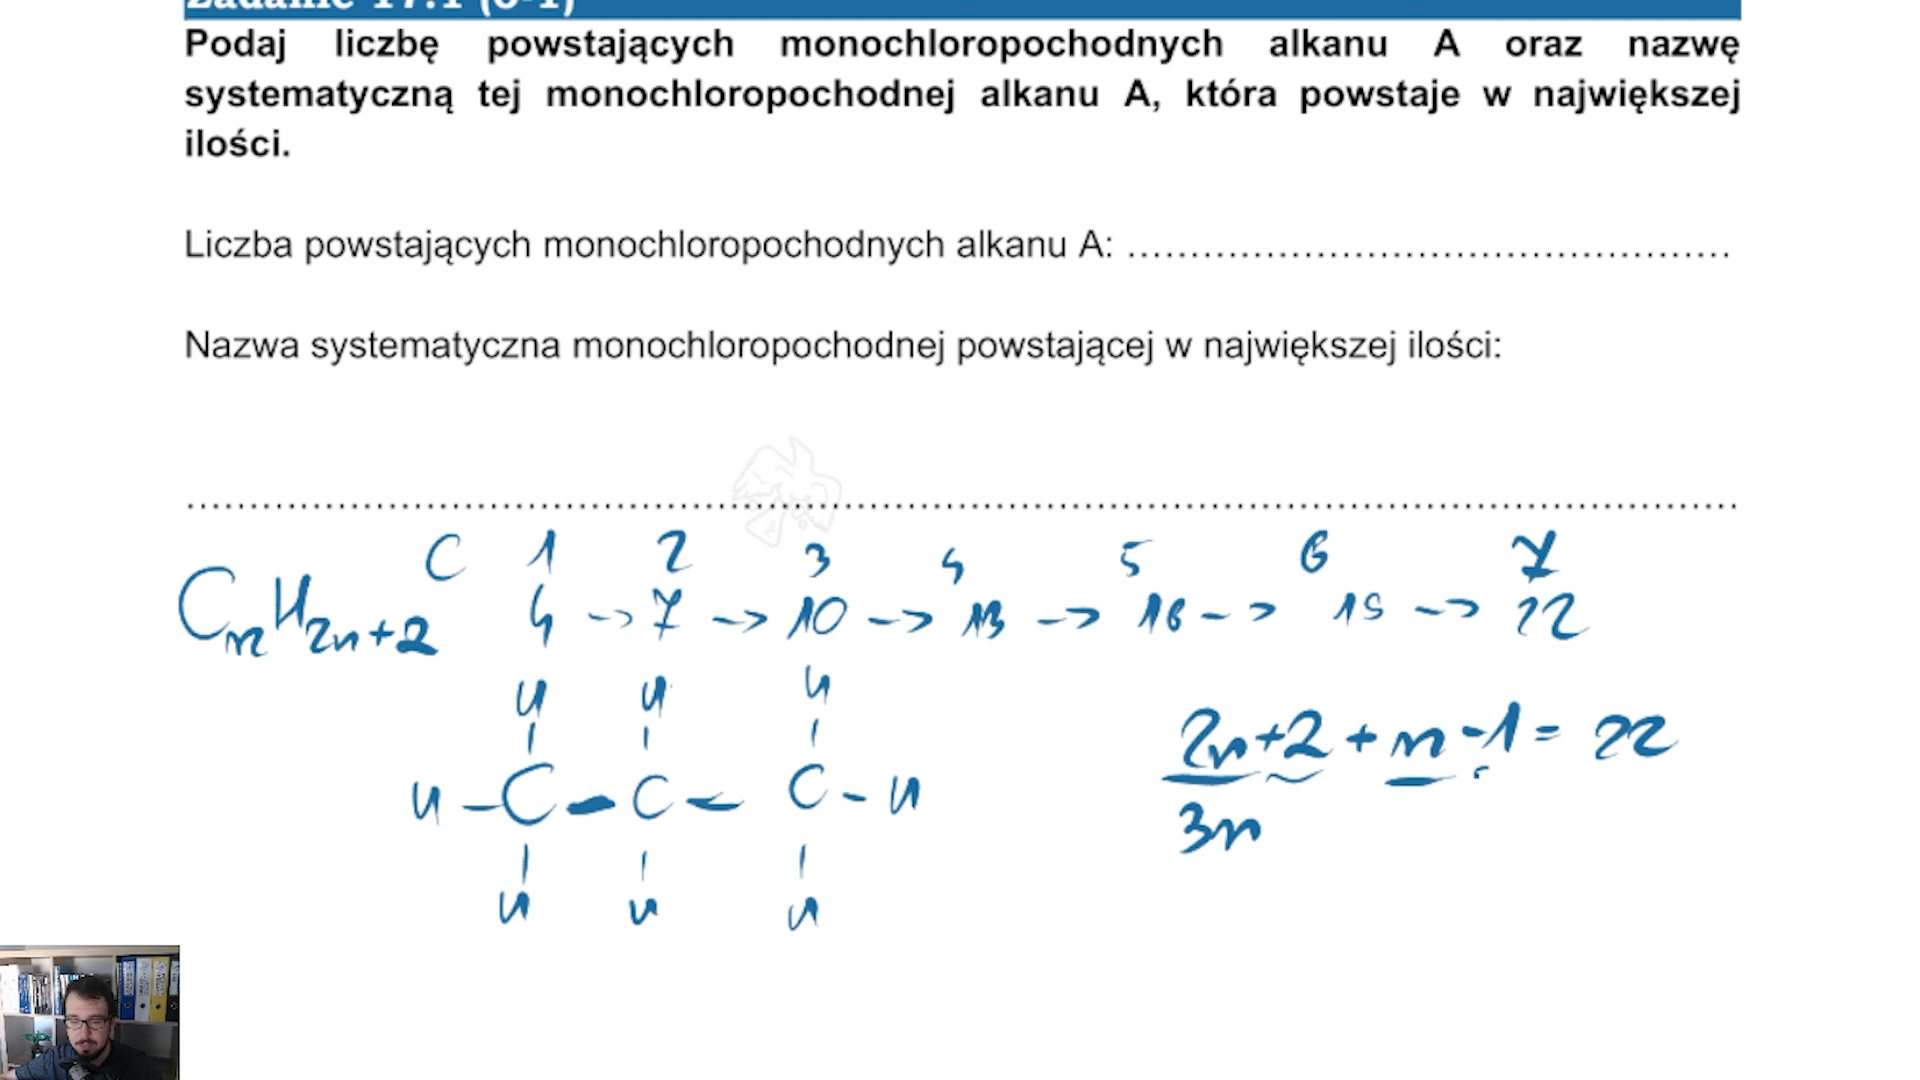 Zadanie 17.1 (0-1)
Podaj liczbę powstających monochloropochodnych alkanu A oraz nazwę
systematyczną tej monochloropochodnej alkanu A, która powstaje w największej
ilości.
Liczba powstających monochloropochodnych alkanu A: ................................................
Nazwa systematyczna monochloropochodnej powstającej w największej ilości:
............................................................................................................................
C 1 2 3 4 5 6 7
CnH2n+2 4 -> 7 -> 10 -> 13 -> 16 -> 19 -> 22
H H H
2n+2 + n -1 = 22
H - C - C - C - H
3n
H H H